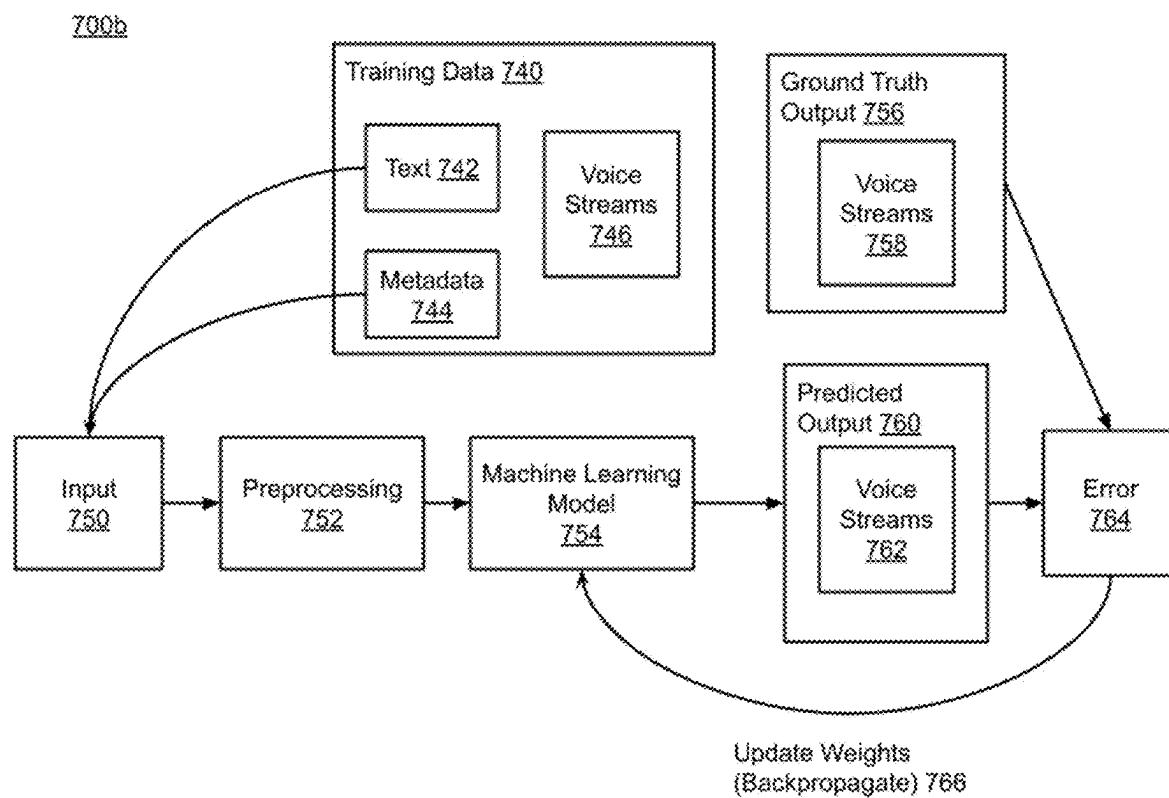 700b
Training Data 740
Text 742
Metadata
744
Voice
Streams
746
Ground Truth
Output 756
Voice
Streams
758
Input
750
Preprocessing
752
Machine Learning
Model
754
Predicted
Output 760
Voice
Streams
762
Error
764
Update Weights
(Backpropagate) 766